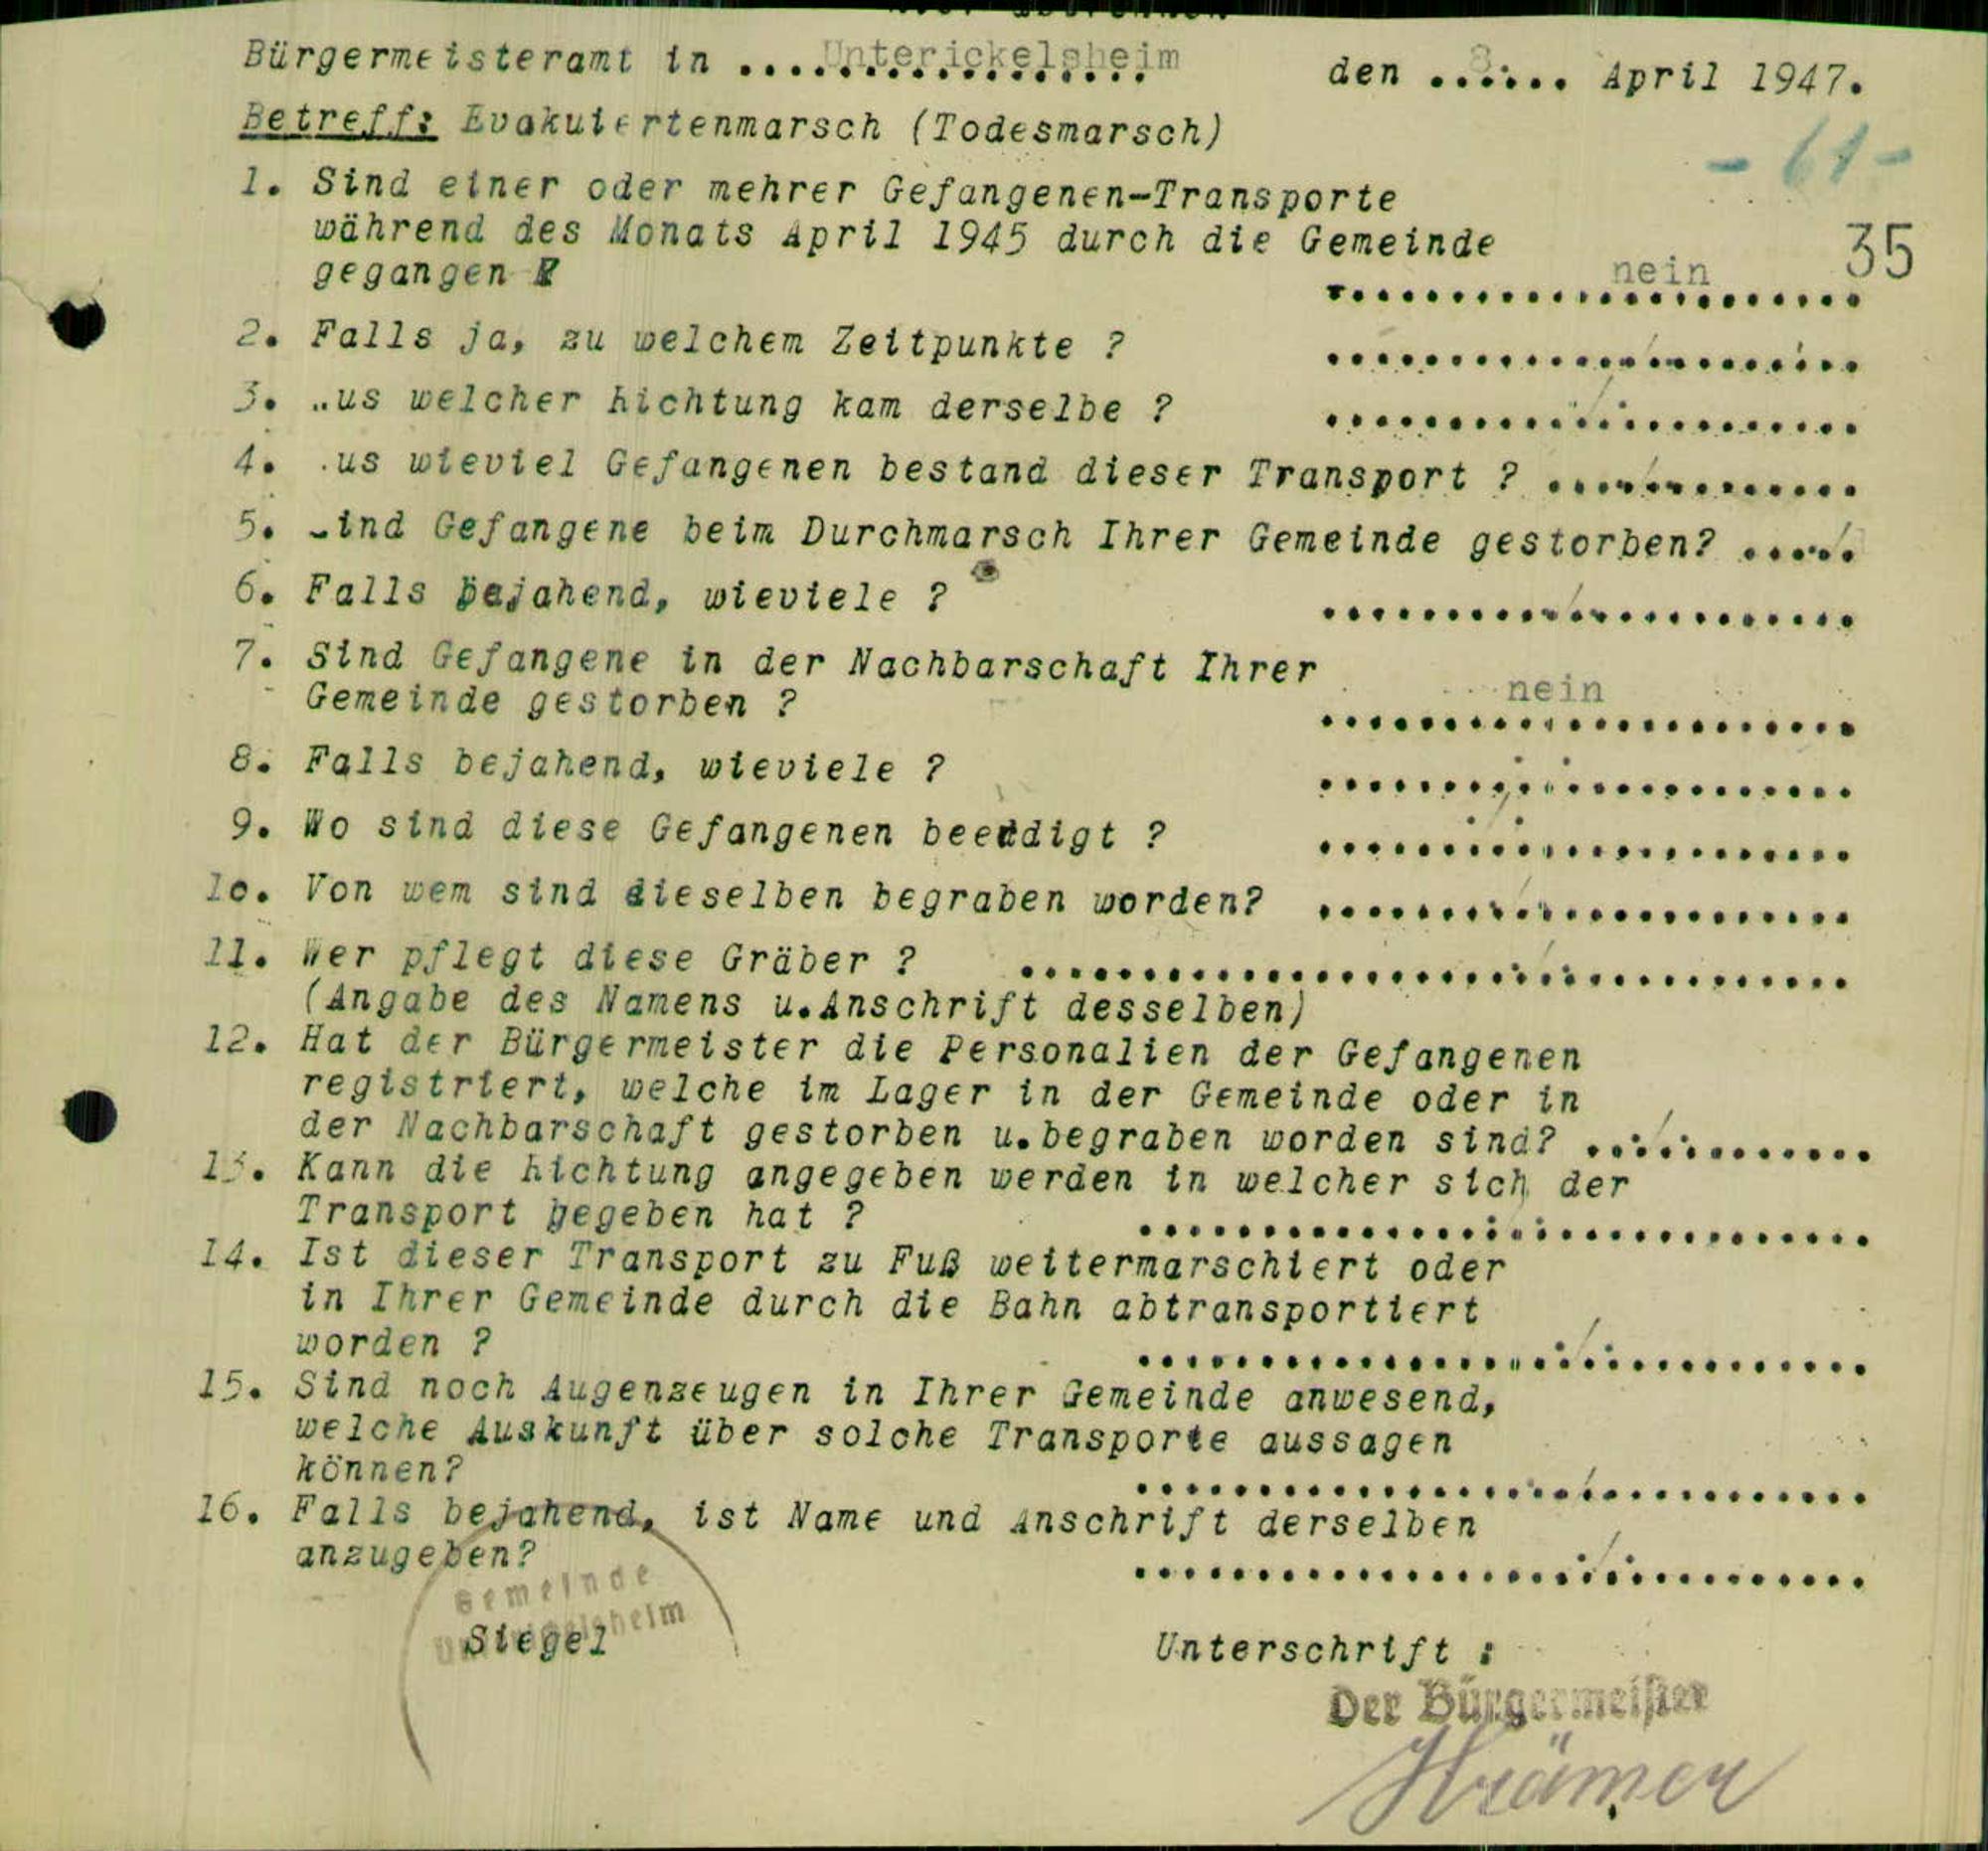 Bürgermeisteramt in ....Unterickelsheim den ..8... April 1947.
Betreff: Evakuiertenmarsch (Todesmarsch)
- 61 -
1. Sind einer oder mehrer Gefangenen-Transporte
während des Monats April 1945 durch die Gemeinde
35
gegangen ? nein
2. Falls ja, zu welchem Zeitpunkte ? ......................
3. Aus welcher Richtung kam derselbe ? ......................
4. Aus wieviel Gefangenen bestand dieser Transport ? .............
5. Sind Gefangene beim Durchmarsch Ihrer Gemeinde gestorben? .....
6. Falls bejahend, wieviele ? ......................
7. Sind Gefangene in der Nachbarschaft Ihrer
Gemeinde gestorben ? nein
8. Falls bejahend, wieviele ? ......................
9. Wo sind diese Gefangenen beerdigt ? ......................
10. Von wem sind dieselben begraben worden? ......................
11. Wer pflegt diese Gräber ? ..................................
(Angabe des Namens u.Anschrift desselben)
12. Hat der Bürgermeister die Personalien der Gefangenen
registriert, welche im Lager in der Gemeinde oder in
der Nachbarschaft gestorben u.begraben worden sind? ............
13. Kann die Richtung angegeben werden in welcher sich der
Transport begeben hat ? ..............................
14. Ist dieser Transport zu Fuß weitermarschiert oder
in Ihrer Gemeinde durch die Bahn abtransportiert
worden ? ..............................
15. Sind noch Augenzeugen in Ihrer Gemeinde anwesend,
welche Auskunft über solche Transporte aussagen
können? ..............................
16. Falls bejahend, ist Name und Anschrift derselben
anzugeben? ..............................
Gemeinde
Siegel
Unterschrift :
Der Bürgermeister
Krämer